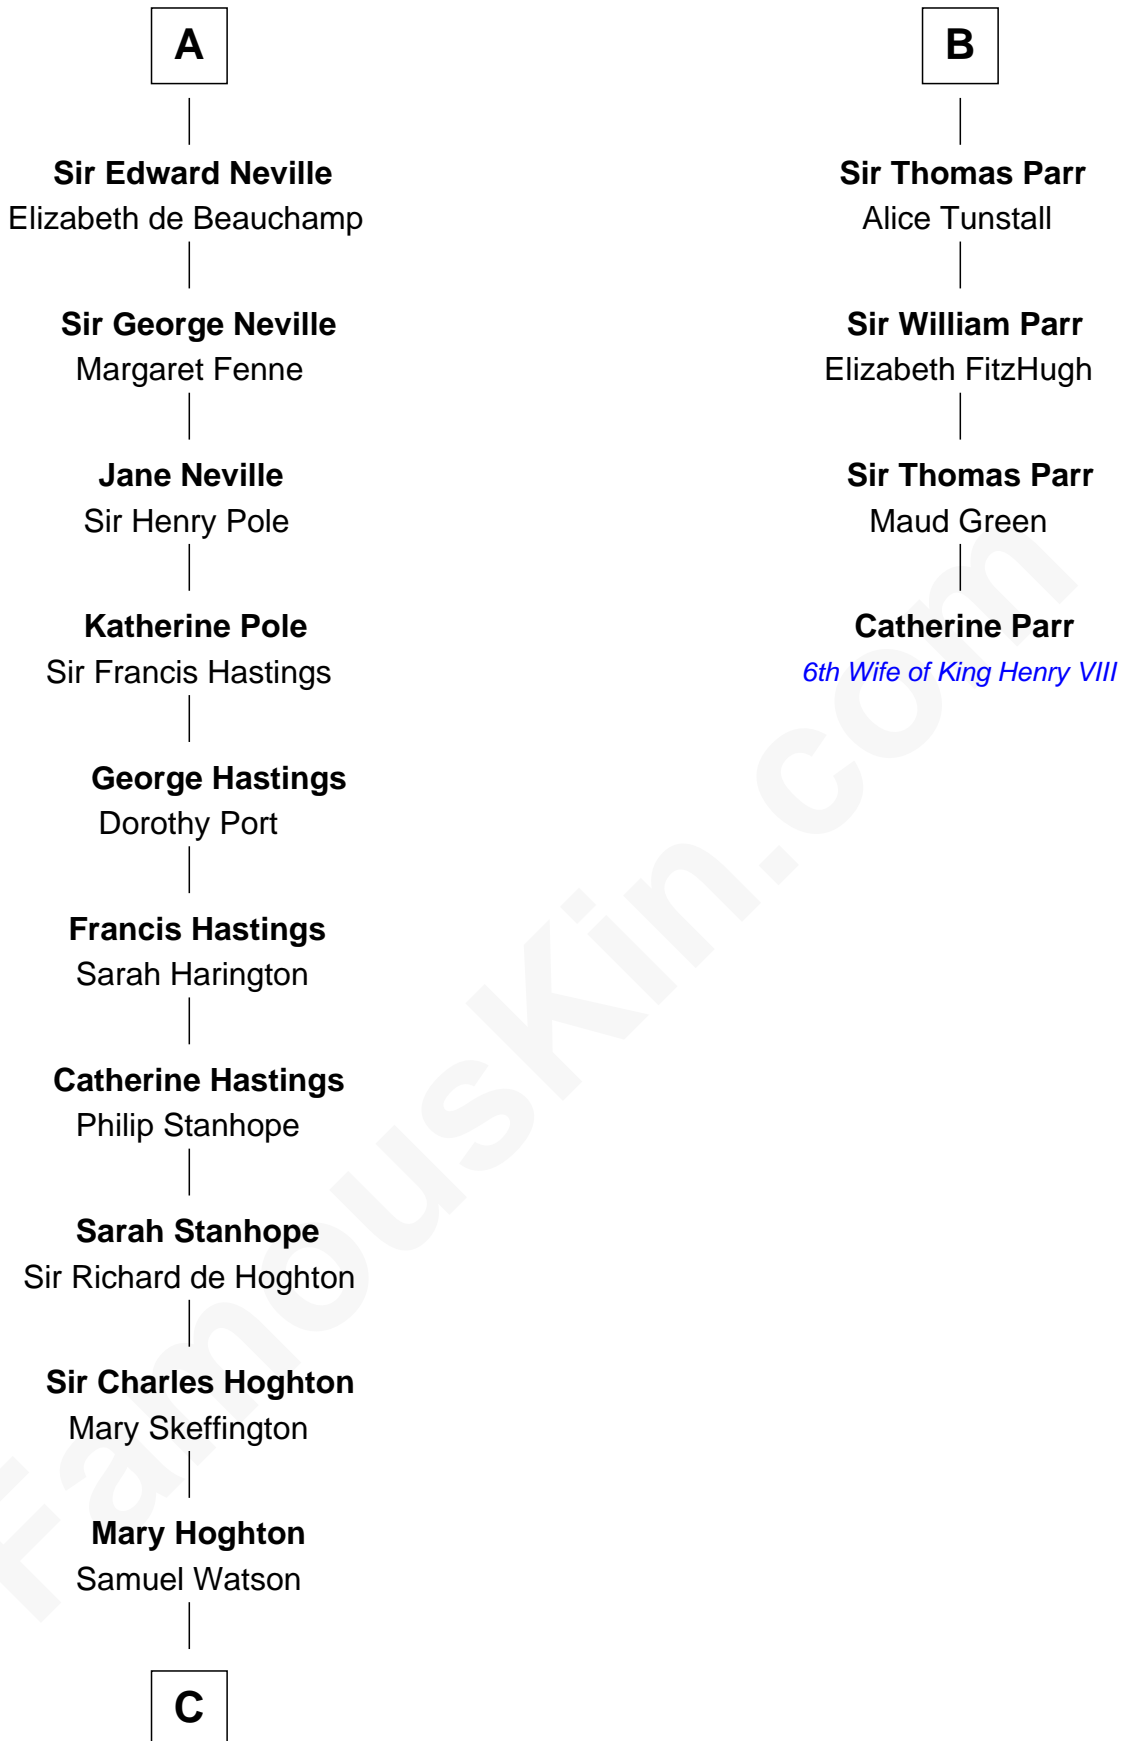 A
Sir Edward Neville
Elizabeth de Beauchamp
Sir George Neville
Margaret Fenne
Jane Neville
Sir Henry Pole
Katherine Pole
Sir Francis Hastings
George Hastings
Dorothy Port
Francis Hastings
Sarah Harington
Catherine Hastings
Philip Stanhope
Sarah Stanhope
Sir Richard de Hoghton
Sir Charles Hoghton
Mary Skeffington
Mary Hoghton
Samuel Watson
C
B
Sir Thomas Parr
Alice Tunstall
Sir William Parr
Elizabeth FitzHugh
Sir Thomas Parr
Maud Green
Catherine Parr
6th Wife of King Henry VIII
FamousKin.com